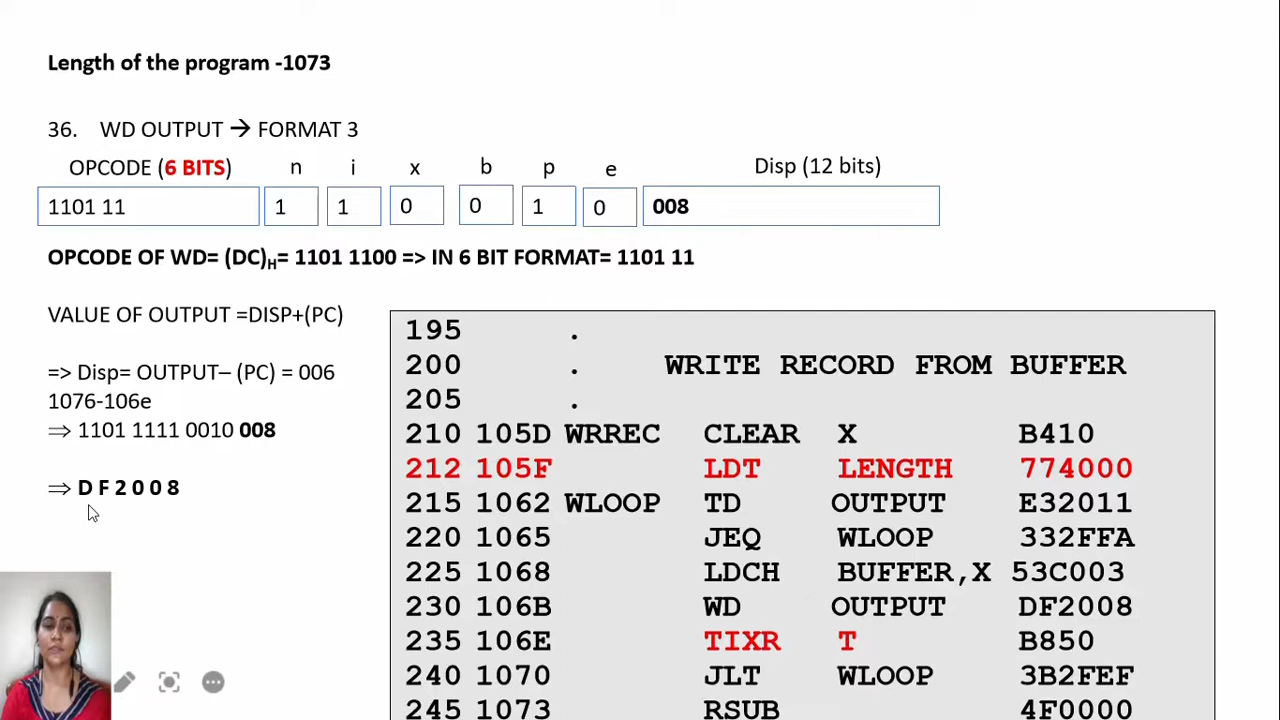 Length of the program -1073
36. WD OUTPUT → FORMAT 3
OPCODE (6 BITS) n i x b p e Disp (12 bits)
1101 11 1 1 0 0 1 0 008
OPCODE OF WD= (DC)H= 1101 1100 => IN 6 BIT FORMAT= 1101 11
VALUE OF OUTPUT =DISP+(PC)
=> Disp= OUTPUT– (PC) = 006
1076-106e
⇒ 1101 1111 0010 008
⇒ D F 2 0 0 8
195 .
200 . WRITE RECORD FROM BUFFER
205 .
210 105D WRREC CLEAR X B410
212 105F LDT LENGTH 774000
215 1062 WLOOP TD OUTPUT E32011
220 1065 JEQ WLOOP 332FFA
225 1068 LDCH BUFFER,X 53C003
230 106B WD OUTPUT DF2008
235 106E TIXR T B850
240 1070 JLT WLOOP 3B2FEF
245 1073 RSUB 4F0000